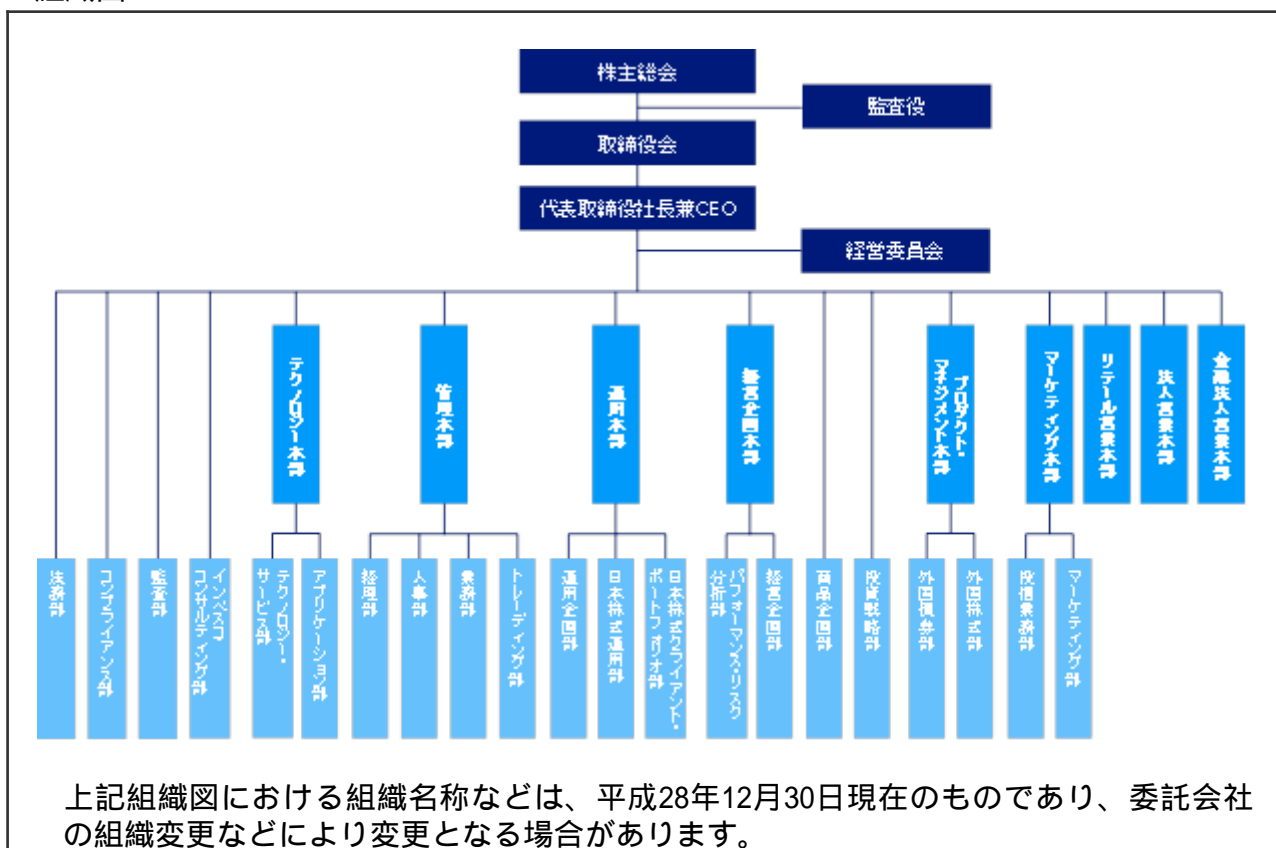 株主総会
監査役
取締役会
代表取締役社長兼CEO
経営委員会
テクノロジー本部
管理本部
運用本部
経営企画本部
プロダクト・
マネジメント本部
マーケティング本部
リテール営業本部
法人営業本部
金融法人営業本部
法務部
コンプライアンス部
監査部
インベスコ
コンサルティング部
テクノロジー・
サービス部
アプリケーション部
経理部
人事部
業務部
トレーディング部
運用企画部
日本株式運用部
日本株式クライアント・
ポートフォリオ部
パフォーマンス・リスク
分析部
経営企画部
商品企画部
投資戦略部
外国債券部
外国株式部
投信業務部
マーケティング部
上記組織図における組織名称などは、平成28年12月30日現在のものであり、委託会社
の組織変更などにより変更となる場合があります。